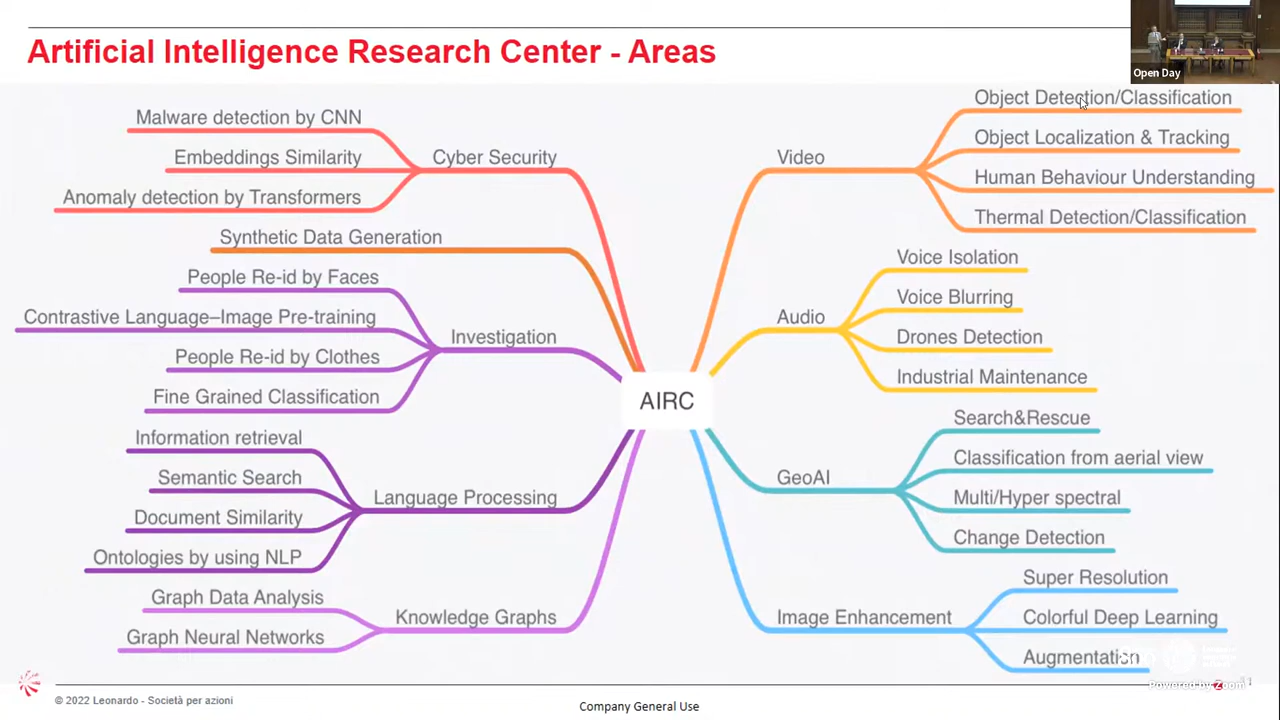 Artificial Intelligence Research Center - Areas
Open Day
Malware detection by CNN
Embeddings Similarity
Anomaly detection by Transformers
Cyber Security
Synthetic Data Generation
People Re-id by Faces
Contrastive Language–Image Pre-training
People Re-id by Clothes
Fine Grained Classification
Investigation
Information retrieval
Semantic Search
Document Similarity
Ontologies by using NLP
Language Processing
Graph Data Analysis
Graph Neural Networks
Knowledge Graphs
AIRC
Video
Object Detection/Classification
Object Localization & Tracking
Human Behaviour Understanding
Thermal Detection/Classification
Audio
Voice Isolation
Voice Blurring
Drones Detection
Industrial Maintenance
GeoAI
Search&Rescue
Classification from aerial view
Multi/Hyper spectral
Change Detection
Image Enhancement
Super Resolution
Colorful Deep Learning
Augmentation
Powered by Zoom
© 2022 Leonardo - Società per azioni
Company General Use